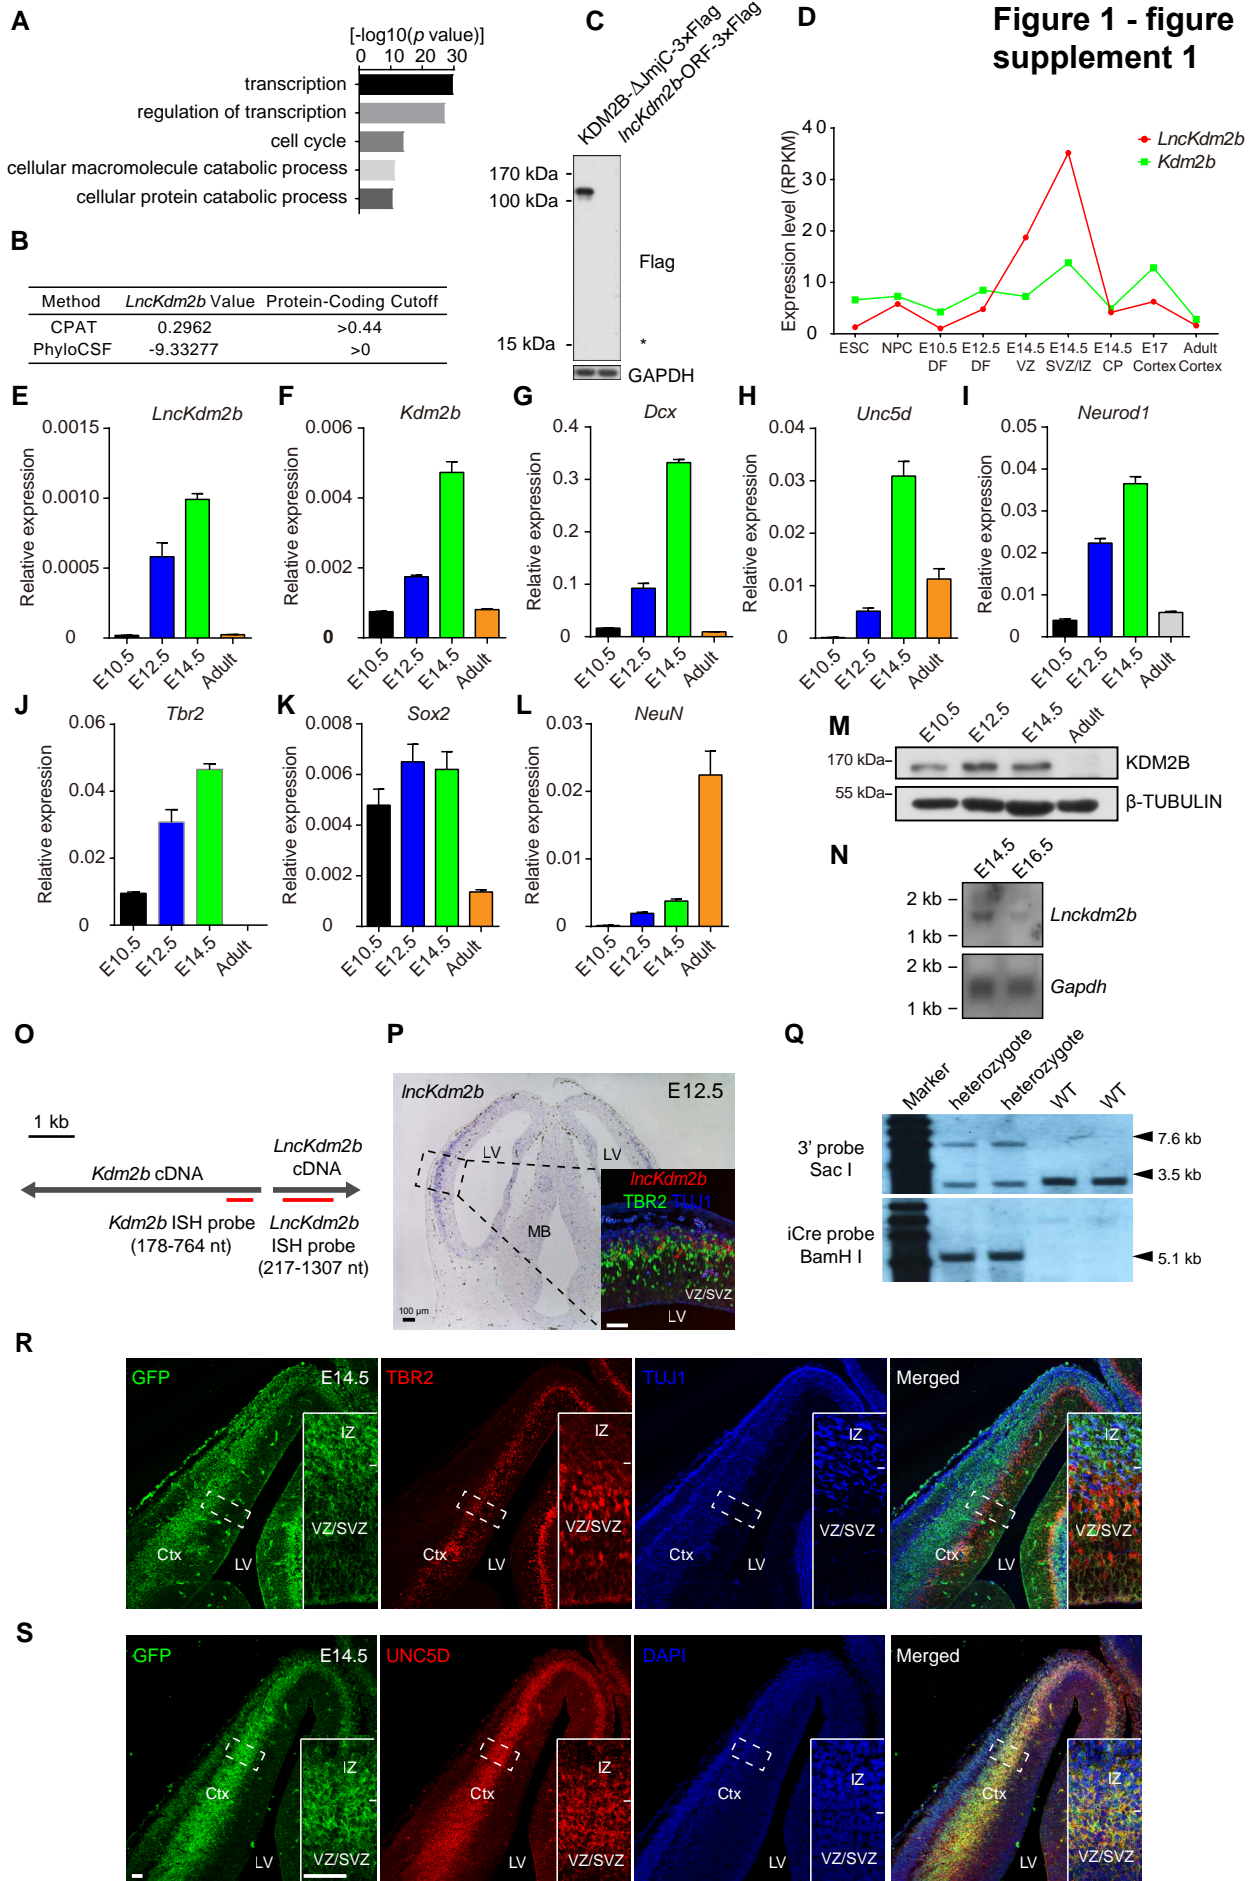 Figure 1 - figure
supplement 1
A
[-log10(p value)]
0 10 20 30
transcription
regulation of transcription
cell cycle
cellular macromolecule catabolic process
cellular protein catabolic process
B
Method LncKdm2b Value Protein-Coding Cutoff
CPAT 0.2962 >0.44
PhyloCSF -9.33277 >0
C
KDM2B-ΔJmjC-3×Flag
lncKdm2b-ORF-3×Flag
170 kDa
100 kDa
Flag
15 kDa
*
GAPDH
D
Expression level (RPKM)
40
30
20
10
0
LncKdm2b
Kdm2b
ESC NPC E10.5 E12.5 E14.5 E14.5 E14.5 E17 Adult
DF DF VZ SVZ/IZ CP Cortex Cortex
E
LncKdm2b
Relative expression
0.0015
0.0010
0.0005
0
E10.5 E12.5 E14.5 Adult
F
Kdm2b
Relative expression
0.006
0.004
0.002
0
E10.5 E12.5 E14.5 Adult
G
Dcx
Relative expression
0.4
0.3
0.2
0.1
0
E10.5 E12.5 E14.5 Adult
H
Unc5d
Relative expression
0.04
0.03
0.02
0.01
0
E10.5 E12.5 E14.5 Adult
I
Neurod1
Relative expression
0.05
0.04
0.03
0.02
0.01
0
E10.5 E12.5 E14.5 Adult
J
Tbr2
Relative expression
0.06
0.04
0.02
0
E10.5 E12.5 E14.5 Adult
K
Sox2
Relative expression
0.008
0.006
0.004
0.002
0
E10.5 E12.5 E14.5 Adult
L
NeuN
Relative expression
0.03
0.02
0.01
0
E10.5 E12.5 E14.5 Adult
M
E10.5 E12.5 E14.5 Adult
170 kDa
KDM2B
55 kDa
β-TUBULIN
N
E14.5 E16.5
2 kb
Lnckdm2b
1 kb
2 kb
Gapdh
1 kb
O
1 kb
LncKdm2b
cDNA
Kdm2b cDNA
Kdm2b ISH probe
(178-764 nt)
LncKdm2b
ISH probe
(217-1307 nt)
P
lncKdm2b E12.5
LV LV
MB
100 μm
lncKdm2b
TBR2 TUJ1
VZ/SVZ
LV
Q
Marker heterozygote heterozygote WT WT
3' probe
Sac I
7.6 kb
3.5 kb
iCre probe
BamH I
5.1 kb
R
GFP E14.5 TBR2 TUJ1 Merged
IZ IZ IZ IZ
VZ/SVZ VZ/SVZ VZ/SVZ VZ/SVZ
Ctx LV Ctx LV Ctx LV Ctx LV
S
GFP E14.5 UNC5D DAPI Merged
IZ IZ IZ IZ
Ctx Ctx Ctx Ctx
VZ/SVZ VZ/SVZ VZ/SVZ VZ/SVZ
LV LV LV LV